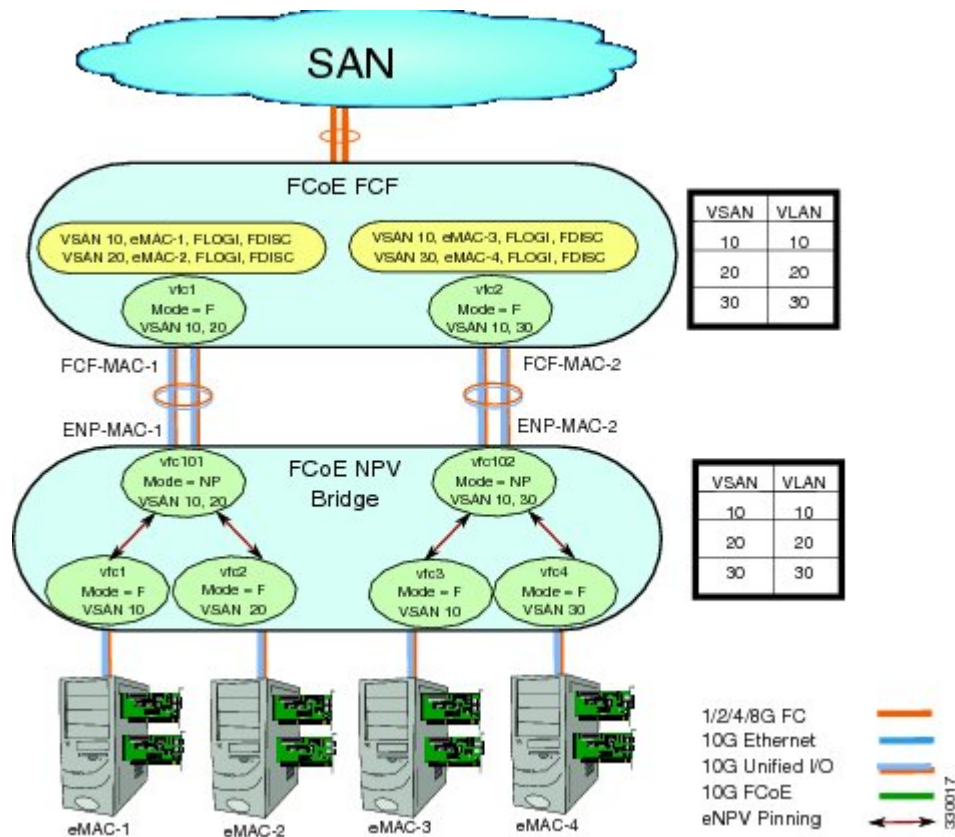 SAN
FCoE FCF
VSAN 10, eMAC-1, FLOGI, FDISC
VSAN 20, eMAC-2, FLOGI, FDISC
VSAN 10, eMAC-3, FLOGI, FDISC
VSAN 30, eMAC-4, FLOGI, FDISC
vfc1
Mode = F
VSAN 10, 20
vfc2
Mode = F
VSAN 10, 30
VSAN VLAN
10 10
20 20
30 30
FCF-MAC-1
FCF-MAC-2
ENP-MAC-1
ENP-MAC-2
vfc101
Mode = NP
VSAN 10, 20
FCoE NPV
Bridge
vfc102
Mode = NP
VSAN 10, 30
VSAN VLAN
10 10
20 20
30 30
vfc1
Mode = F
VSAN 10
vfc2
Mode = F
VSAN 20
vfc3
Mode = F
VSAN 10
vfc4
Mode = F
VSAN 30
eMAC-1
eMAC-2
eMAC-3
eMAC-4
1/2/4/8G FC
10G Ethernet
10G Unified I/O
10G FCoE
eNPV Pinning
330017